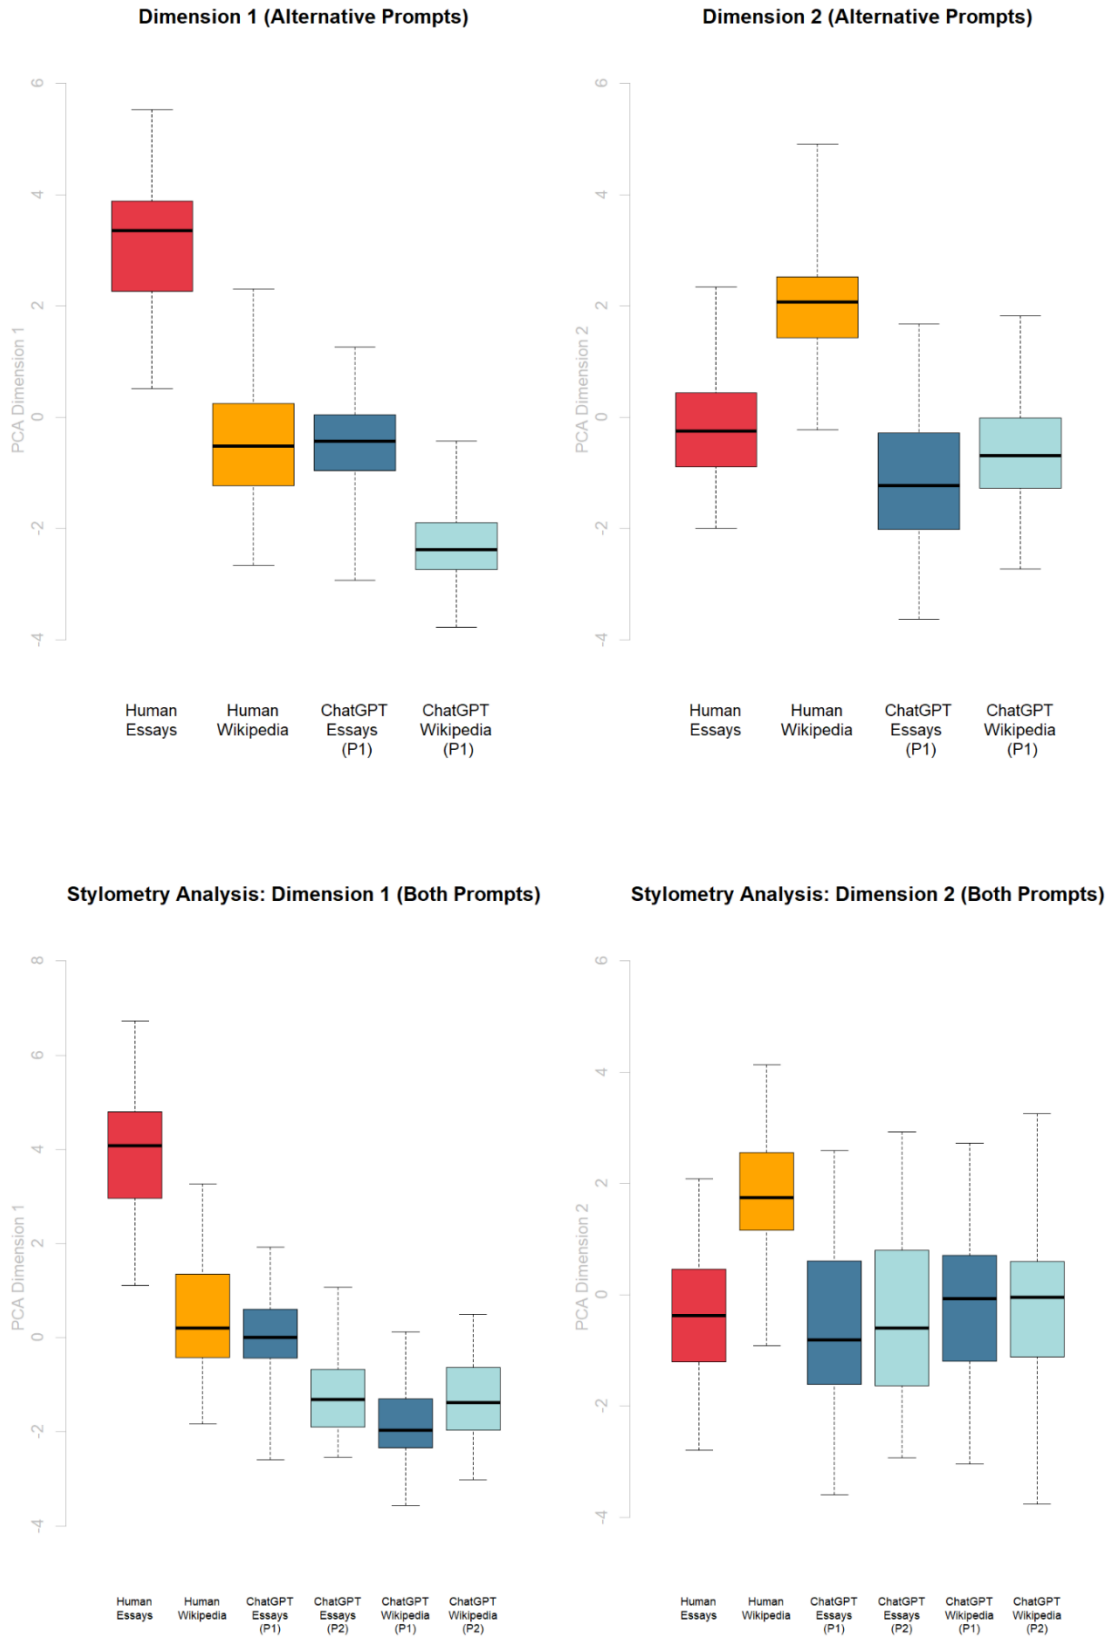 Dimension 1 (Alternative Prompts)
6
4
2
0
-2
-4
PCA Dimension 1
Human
Essays
Human
Wikipedia
ChatGPT
Essays
(P1)
ChatGPT
Wikipedia
(P1)
Dimension 2 (Alternative Prompts)
6
4
2
0
-2
-4
PCA Dimension 2
Human
Essays
Human
Wikipedia
ChatGPT
Essays
(P1)
ChatGPT
Wikipedia
(P1)
Stylometry Analysis: Dimension 1 (Both Prompts)
8
6
4
2
0
-2
-4
PCA Dimension 1
Human
Essays
Human
Wikipedia
ChatGPT
Essays
(P1)
ChatGPT
Essays
(P2)
ChatGPT
Wikipedia
(P1)
ChatGPT
Wikipedia
(P2)
Stylometry Analysis: Dimension 2 (Both Prompts)
6
4
2
0
-2
-4
PCA Dimension 2
Human
Essays
Human
Wikipedia
ChatGPT
Essays
(P1)
ChatGPT
Essays
(P2)
ChatGPT
Wikipedia
(P1)
ChatGPT
Wikipedia
(P2)